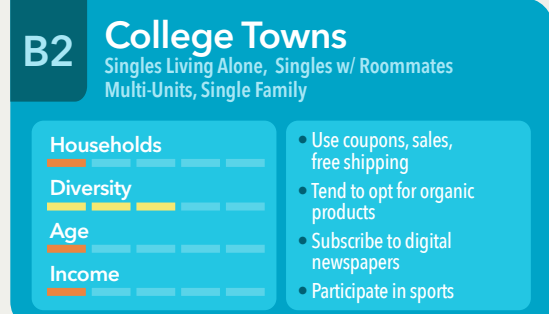 B2
College Towns
Singles Living Alone, Singles w/ Roommates
Multi-Units, Single Family
Households
Diversity
Age
Income
• Use coupons, sales,
free shipping
• Tend to opt for organic
products
• Subscribe to digital
newspapers
• Participate in sports